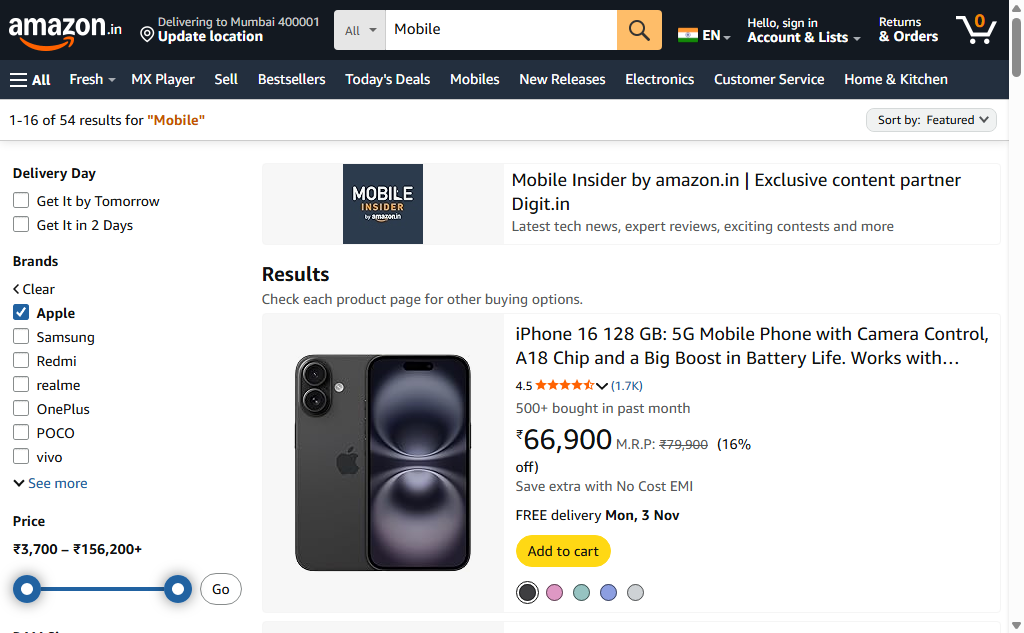 amazon.in
Delivering to Mumbai 400001
Update location
All
Mobile
EN
Hello, sign in
Account & Lists
Returns
& Orders
0
All
Fresh
MX Player
Sell
Bestsellers
Today's Deals
Mobiles
New Releases
Electronics
Customer Service
Home & Kitchen
1-16 of 54 results for "Mobile"
Sort by: Featured
Delivery Day
Get It by Tomorrow
Get It in 2 Days
Brands
Clear
Apple
Samsung
Redmi
realme
OnePlus
POCO
vivo
See more
Price
₹3,700 – ₹156,200+
Go
MOBILE
INSIDER
by amazon.in
Mobile Insider by amazon.in | Exclusive content partner
Digit.in
Latest tech news, expert reviews, exciting contests and more
Results
Check each product page for other buying options.
iPhone 16 128 GB: 5G Mobile Phone with Camera Control,
A18 Chip and a Big Boost in Battery Life. Works with…
4.5 (1.7K)
500+ bought in past month
₹66,900 M.R.P: ₹79,900 (16%
off)
Save extra with No Cost EMI
FREE delivery Mon, 3 Nov
Add to cart